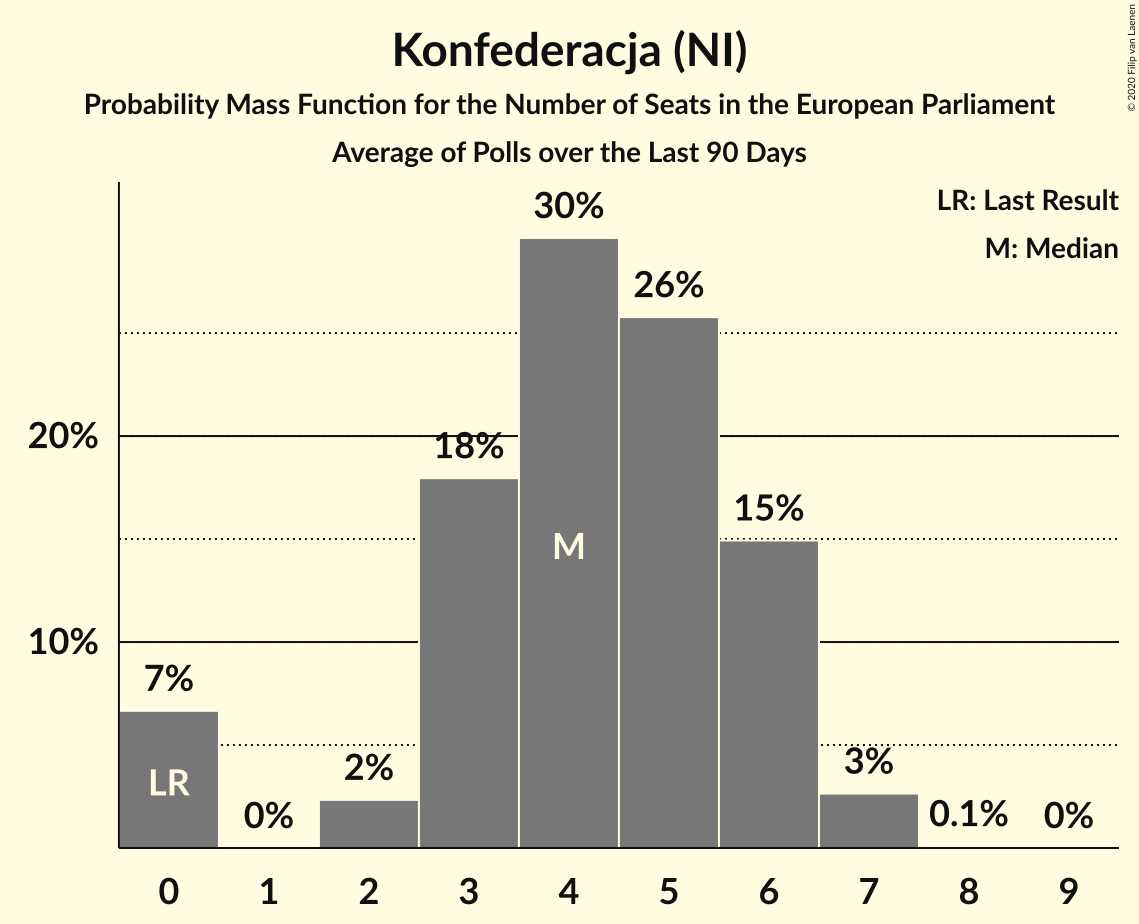 Konfederacja (NI)
Probability Mass Function for the Number of Seats in the European Parliament
Average of Polls over the Last 90 Days
© 2020 Filip van Laenen
LR: Last Result
M: Median
30%
26%
20%
18%
15%
10%
7%
2%
3%
0%
0.1%
0%
M
LR
0 1 2 3 4 5 6 7 8 9